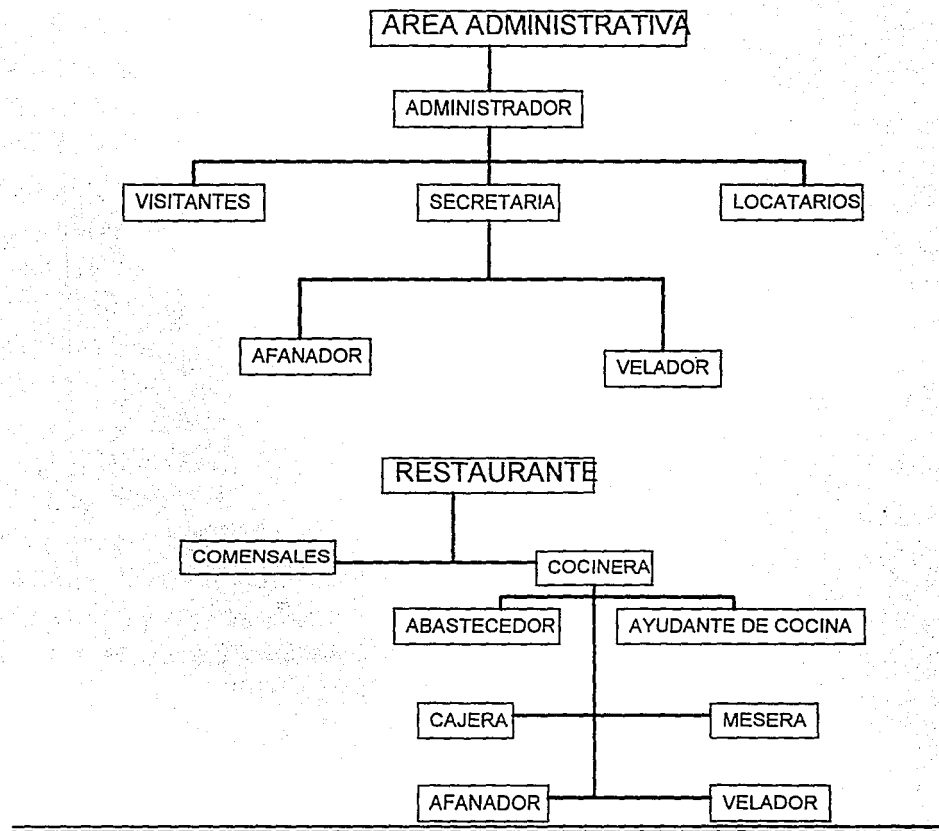 AREA ADMINISTRATIVA
ADMINISTRADOR
VISITANTES
SECRETARIA
LOCATARIOS
AFANADOR
VELADOR
RESTAURANTE
COMENSALES
COCINERA
ABASTECEDOR
AYUDANTE DE COCINA
CAJERA
MESERA
AFANADOR
VELADOR